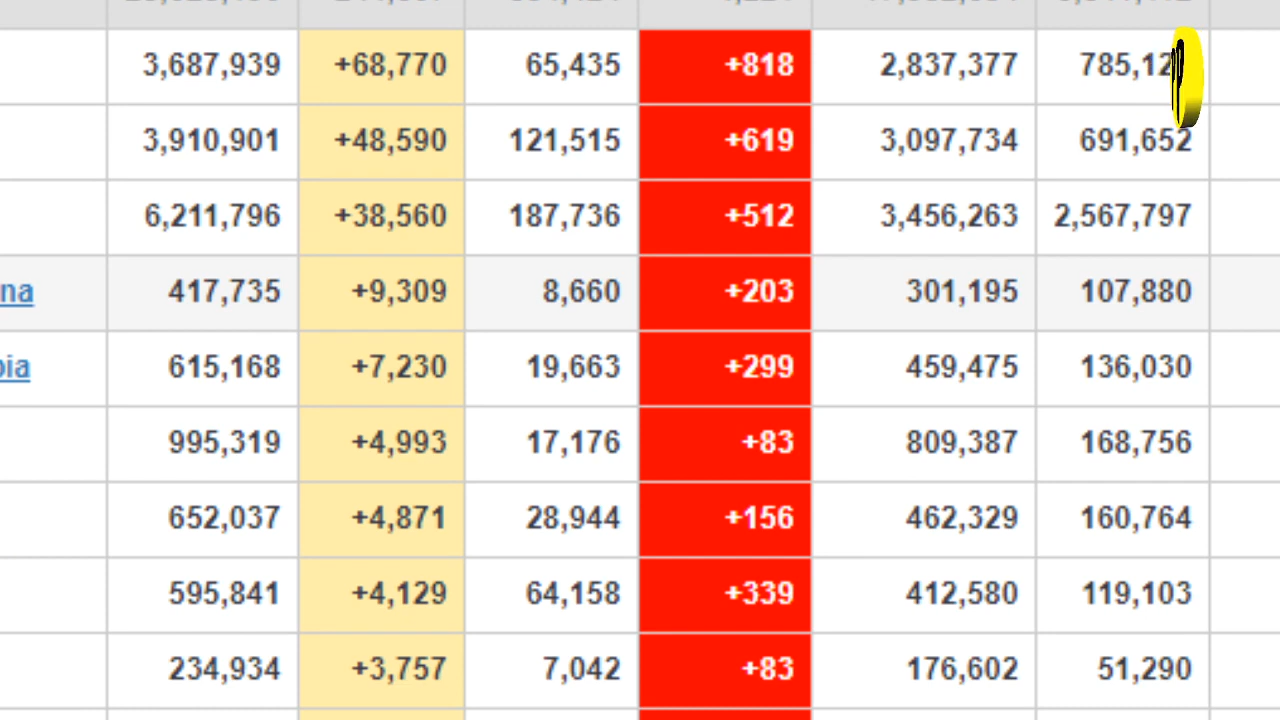 3,687,939 +68,770 65,435 +818 2,837,377
3,910,901 +48,590 121,515 +619 3,097,734 691,652
6,211,796 +38,560 187,736 +512 3,456,263 2,567,797
na 417,735 +9,309 8,660 +203 301,195 107,880
bia 615,168 +7,230 19,663 +299 459,475 136,030
995,319 +4,993 17,176 +83 809,387 168,756
652,037 +4,871 28,944 +156 462,329 160,764
595,841 +4,129 64,158 +339 412,580 119,103
234,934 +3,757 7,042 +83 176,602 51,290